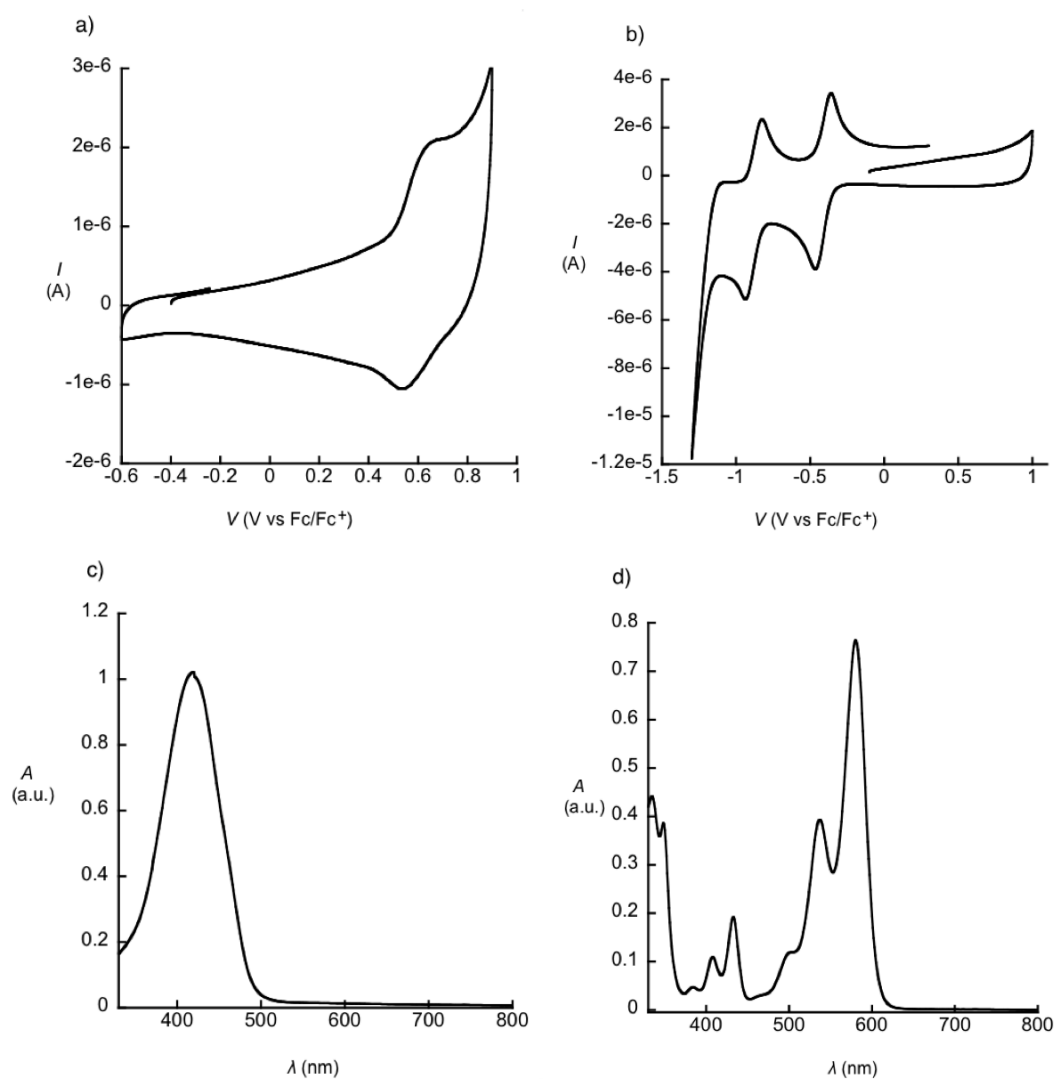 a)
3e-6
2e-6
1e-6
I
(A)
0
-1e-6
-2e-6
-0.6 -0.4 -0.2 0 0.2 0.4 0.6 0.8 1
V (V vs Fc/Fc+)
b)
4e-6
2e-6
0
I
(A)
-2e-6
-4e-6
-6e-6
-8e-6
-1e-5
-1.2e-5
-1.5 -1 -0.5 0 0.5 1
V (V vs Fc/Fc+)
c)
1.2
1
0.8
A
(a.u.)
0.6
0.4
0.2
0
400 500 600 700 800
λ (nm)
d)
0.8
0.7
0.6
0.5
A
(a.u.)
0.4
0.3
0.2
0.1
0
400 500 600 700 800
λ (nm)